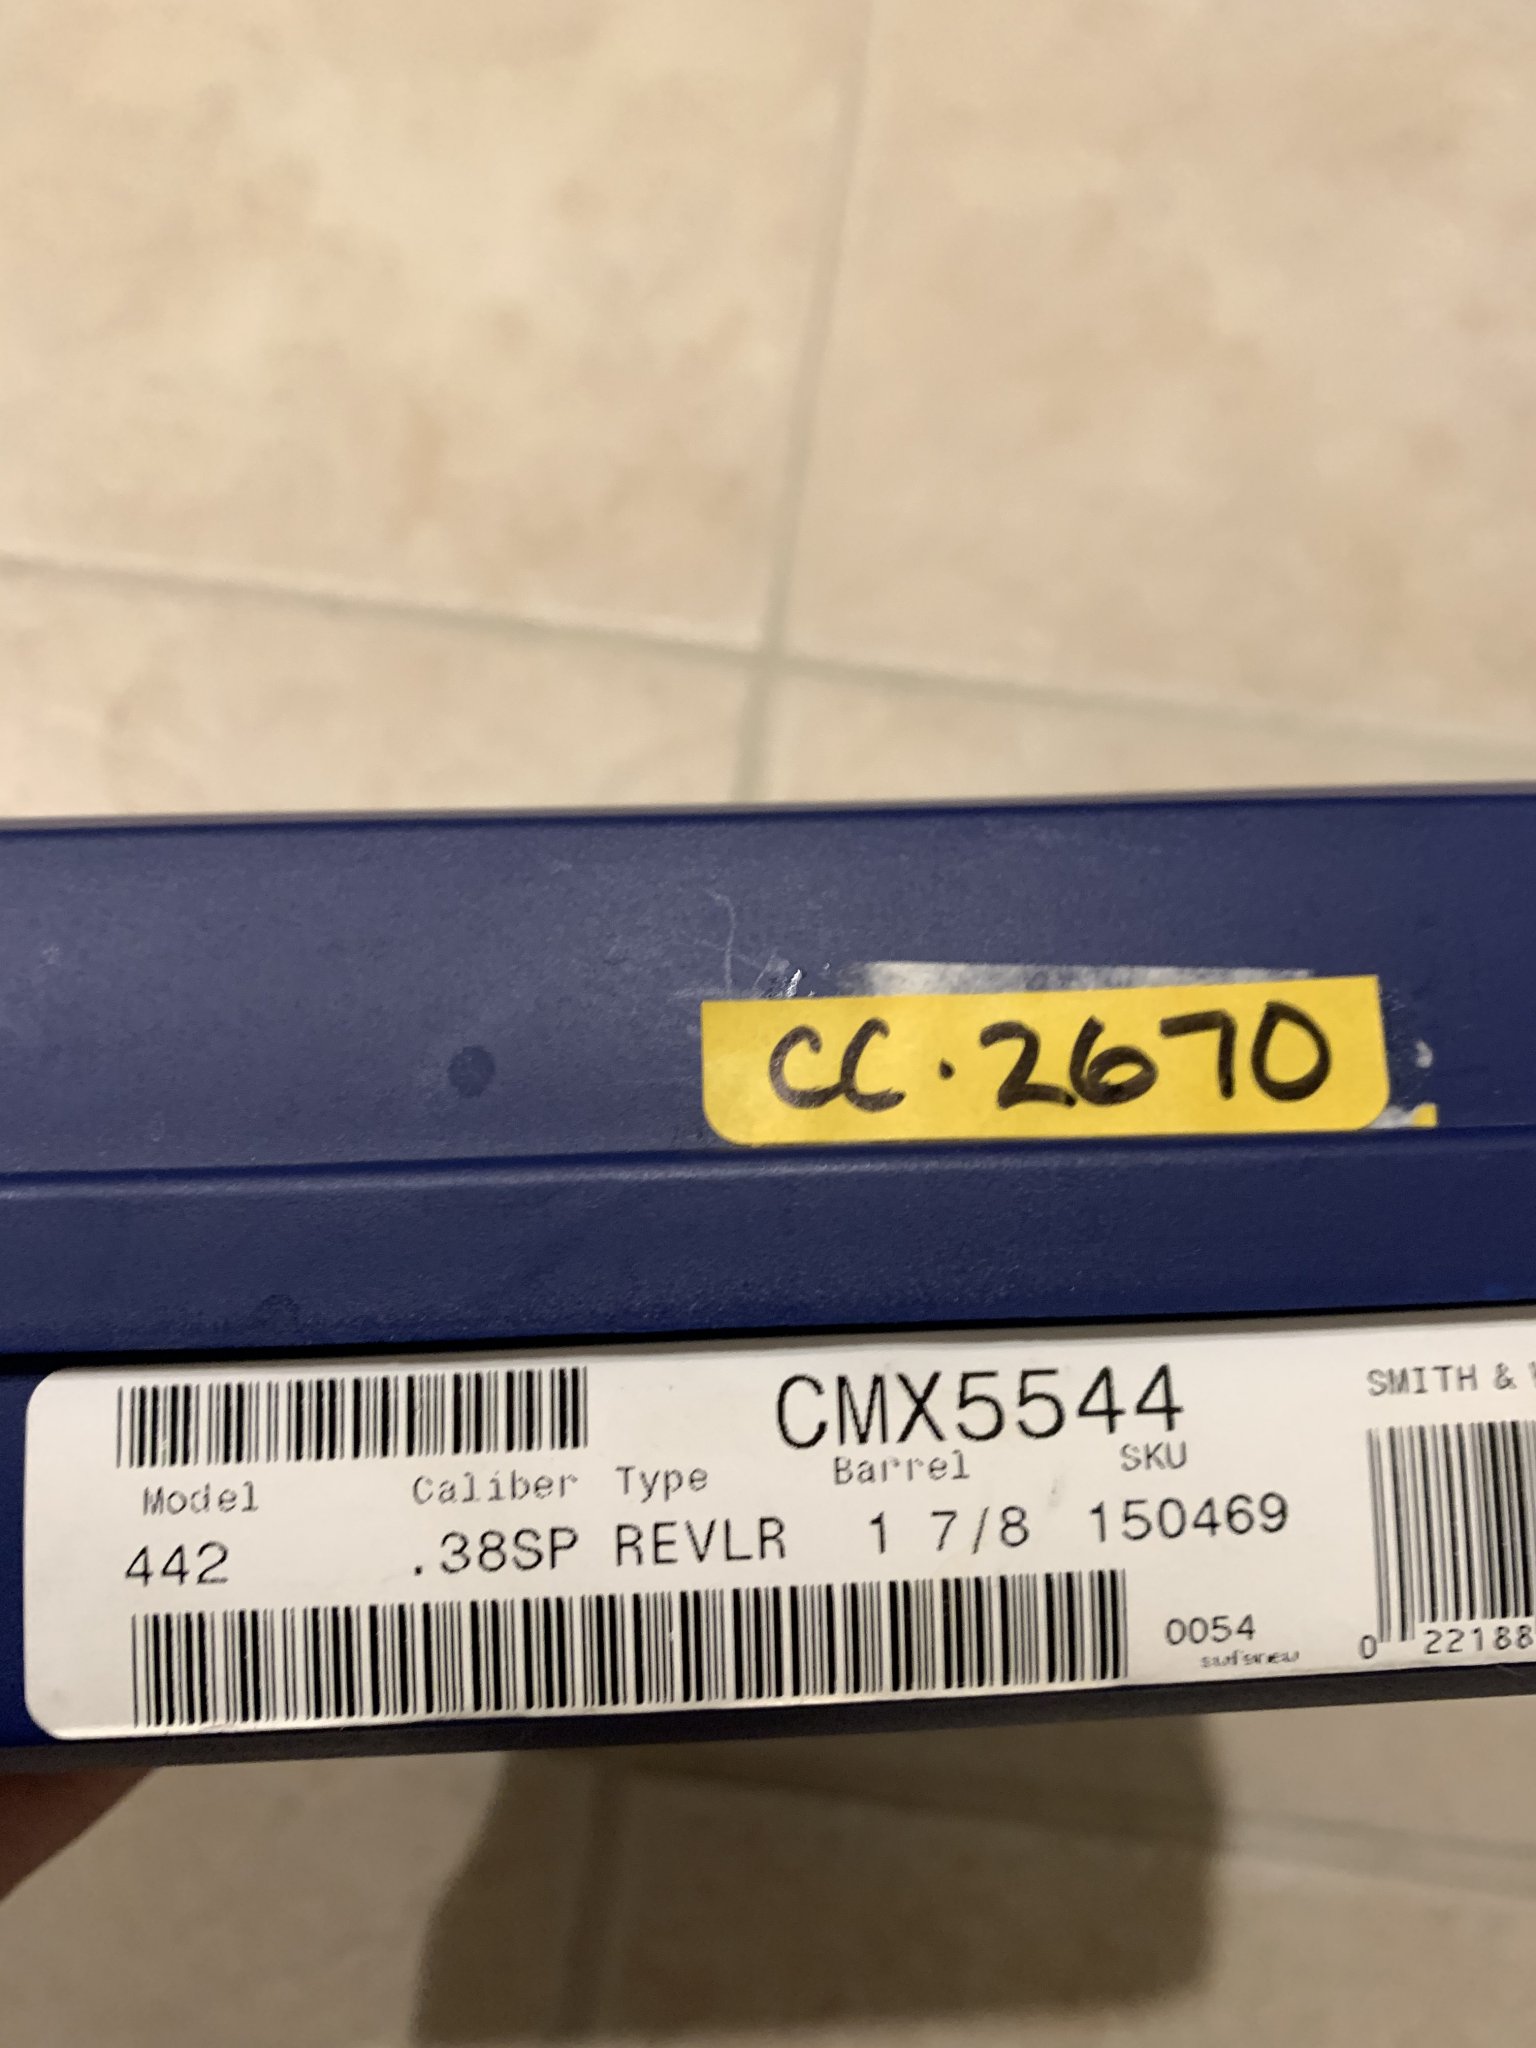 CC·2670
CMX5544
SMITH &
Model Caliber Type Barrel SKU
442 .38SP REVLR 1 7/8 150469
0054
0 22188